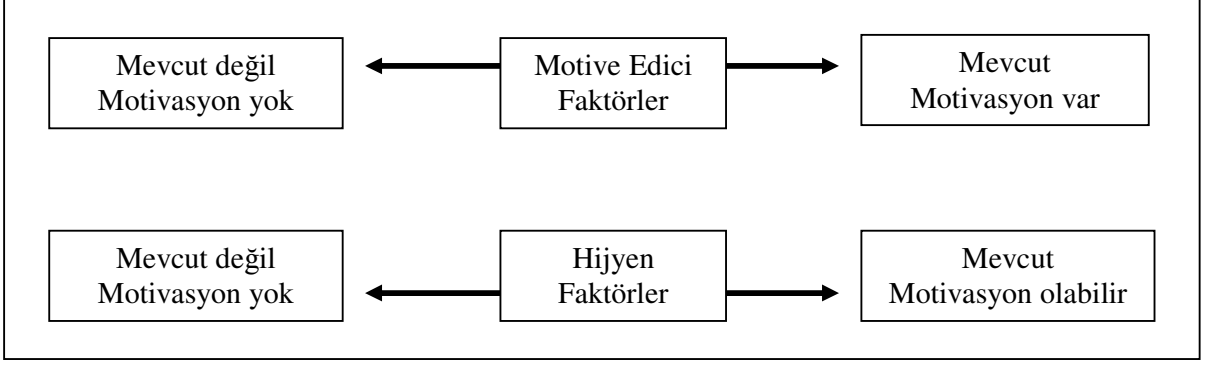 Mevcut değil
Motivasyon yok
Motive Edici
Faktörler
Mevcut
Motivasyon var
Mevcut değil
Motivasyon yok
Hijyen
Faktörler
Mevcut
Motivasyon olabilir